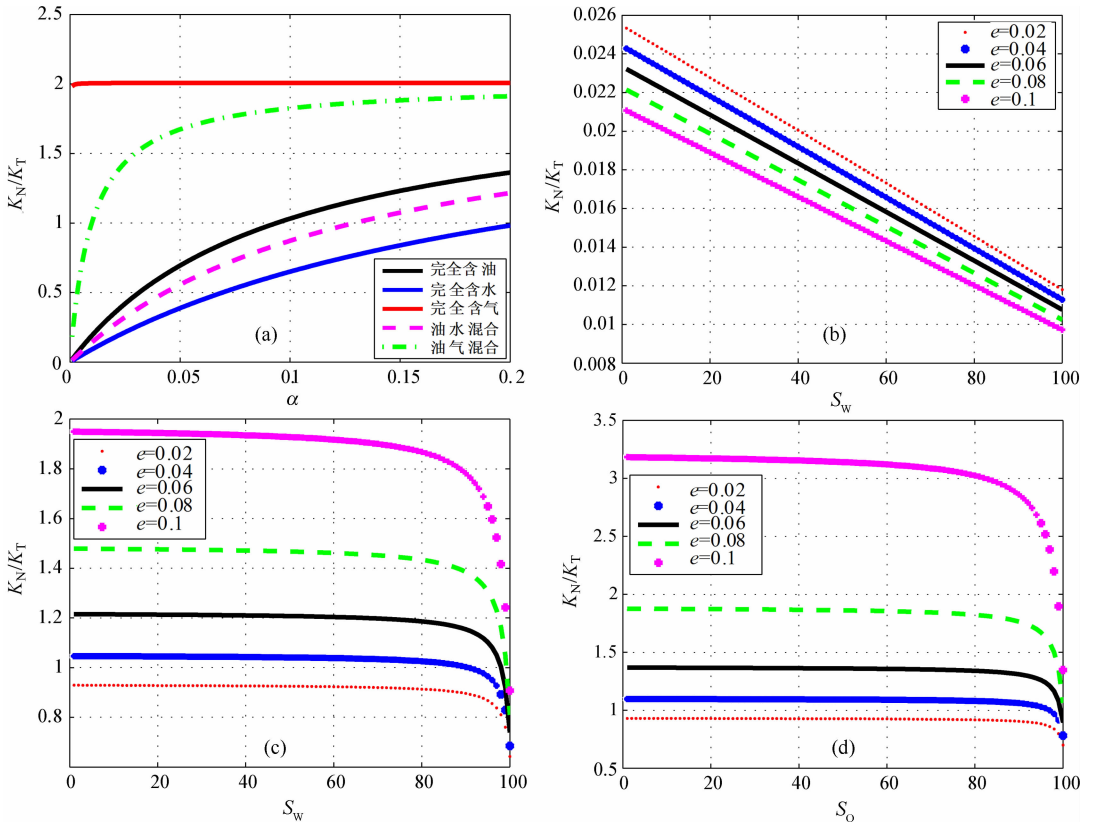 2.5
2
1.5
1
0.5
0
K_N/K_T
0
0.05
0.1
0.15
0.2
α
(a)
完全含油
完全含水
完全含气
油水混合
油气混合
0.026
0.024
0.022
0.02
0.018
0.016
0.014
0.012
0.01
0.008
K_N/K_T
0
20
40
60
80
100
S_W
(b)
e=0.02
e=0.04
e=0.06
e=0.08
e=0.1
2
1.8
1.6
1.4
1.2
1
0.8
K_N/K_T
0
20
40
60
80
100
S_W
(c)
e=0.02
e=0.04
e=0.06
e=0.08
e=0.1
3.5
3
2.5
2
1.5
1
0.5
K_N/K_T
0
20
40
60
80
100
S_O
(d)
e=0.02
e=0.04
e=0.06
e=0.08
e=0.1